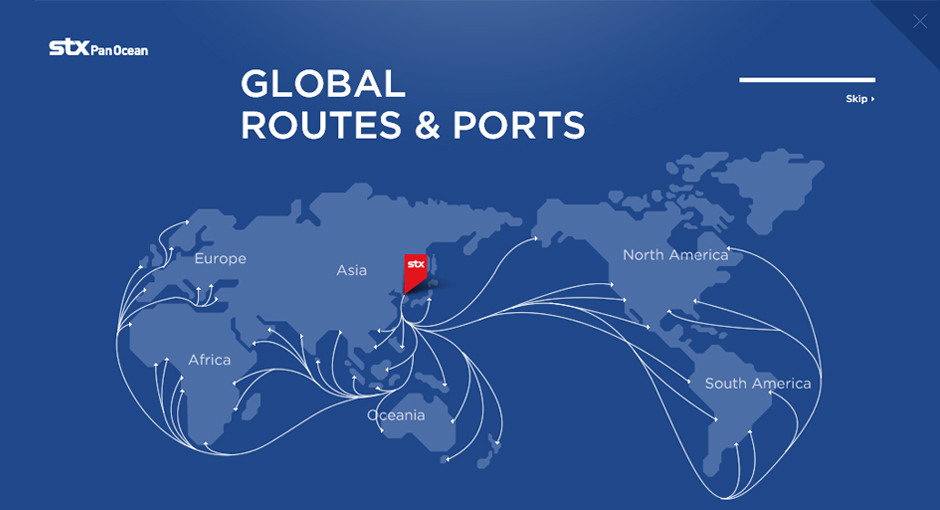 stx Pan Ocean
GLOBAL
ROUTES & PORTS
Skip
Europe
Asia
stx
North America
Africa
South America
Oceania